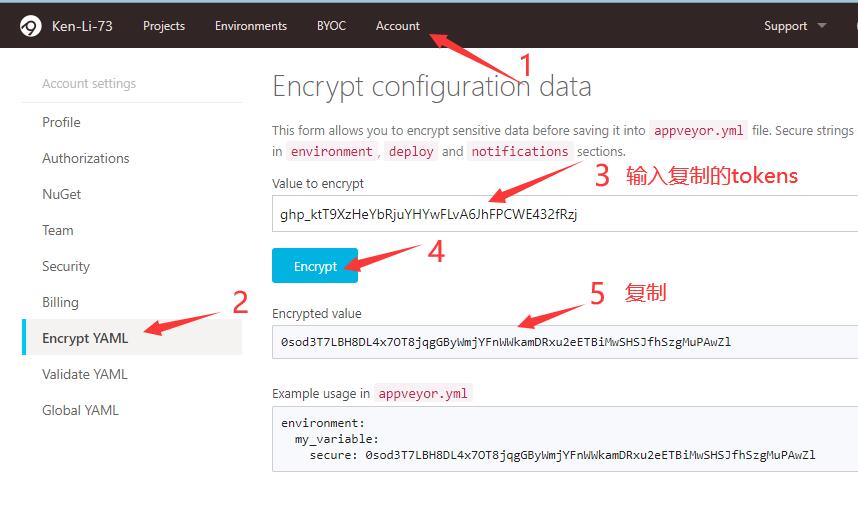 Ken-Li-73 Projects Environments BYOC Account Support
1
Account settings
Encrypt configuration data
Profile
This form allows you to encrypt sensitive data before saving it into appveyor.yml file. Secure strings
in environment, deploy and notifications sections.
Authorizations
Value to encrypt
3 输入复制的tokens
NuGet
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
Team
4
Security
Encrypt
Billing
2
5 复制
Encrypted value
Encrypt YAML
0sod3T7LBH8DL4x7OT8jqgGByWmjYFnWWkamDRxu2eETBiMwSHSJfhSzgMuPAwZl
Validate YAML
Example usage in appveyor.yml
Global YAML
environment:
my_variable:
secure: 0sod3T7LBH8DL4x7OT8jqgGByWmjYFnWWkamDRxu2eETBiMwSHSJfhSzgMuPAwZl